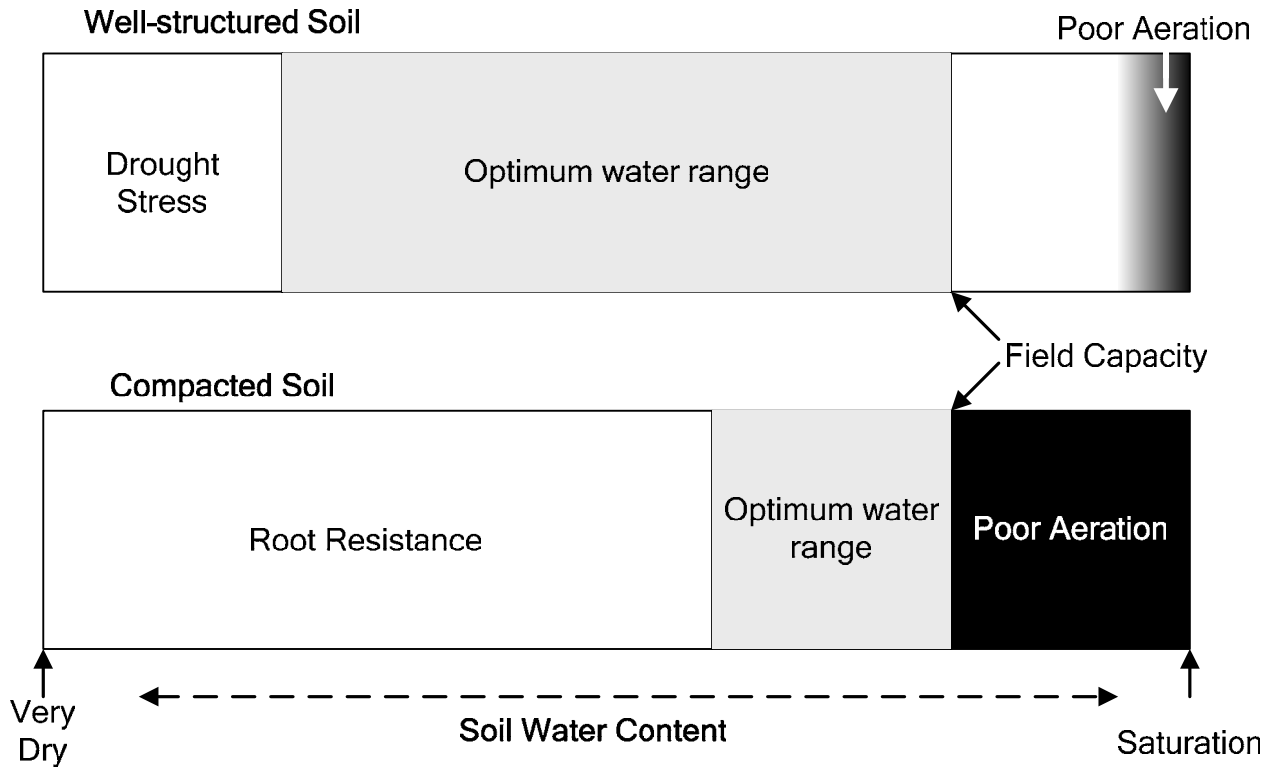 Well-structured Soil
Poor Aeration
Drought
Stress
Optimum water range
Field Capacity
Compacted Soil
Root Resistance
Optimum water
range
Poor Aeration
Very
Dry
Soil Water Content
Saturation